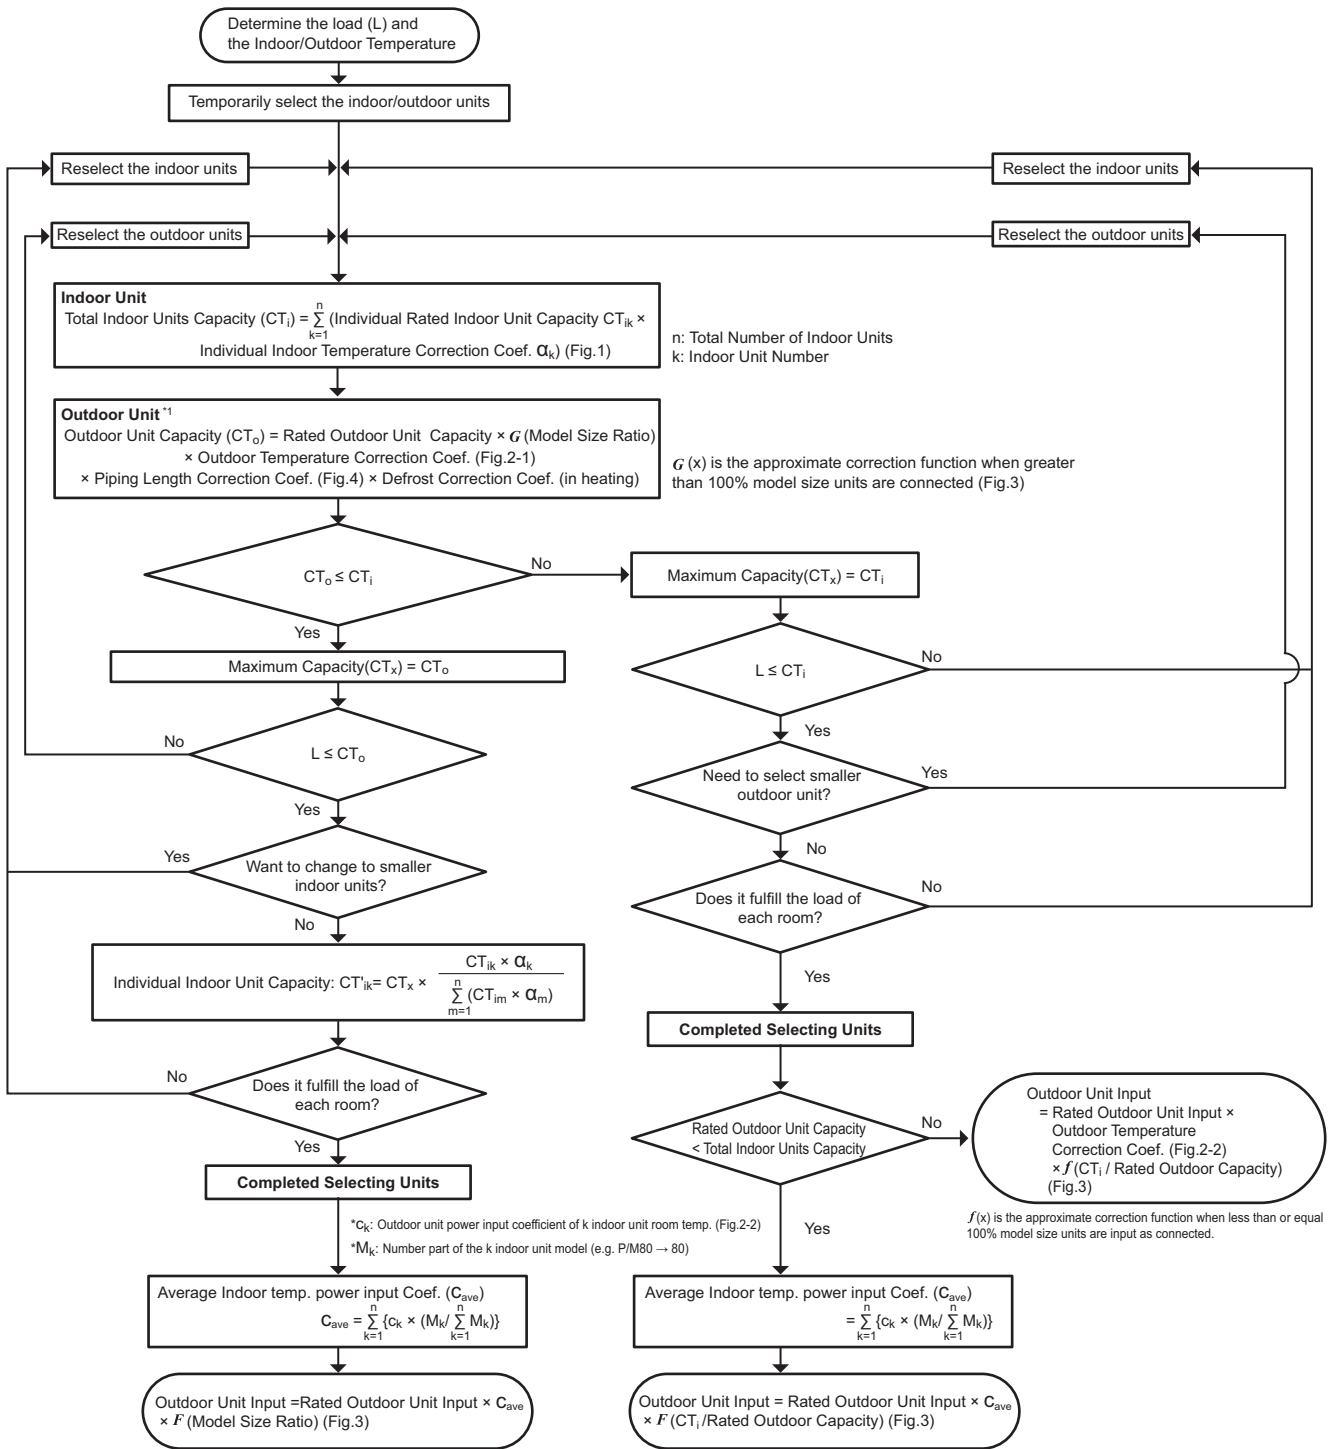 Determine the load (L) and
the Indoor/Outdoor Temperature
Temporarily select the indoor/outdoor units
Reselect the indoor units
Reselect the indoor units
Reselect the outdoor units
Reselect the outdoor units
Indoor Unit
Total Indoor Units Capacity (CTi) = n Σ k=1 (Individual Rated Indoor Unit Capacity CTik ×
Individual Indoor Temperature Correction Coef. αk) (Fig.1)
n: Total Number of Indoor Units
k: Indoor Unit Number
Outdoor Unit *1
Outdoor Unit Capacity (CTo) = Rated Outdoor Unit Capacity × G (Model Size Ratio)
× Outdoor Temperature Correction Coef. (Fig.2-1)
× Piping Length Correction Coef. (Fig.4) × Defrost Correction Coef. (in heating)
G (x) is the approximate correction function when greater
than 100% model size units are connected (Fig.3)
CTo ≤ CTi
No
Maximum Capacity(CTx) = CTi
Yes
Maximum Capacity(CTx) = CTo
L ≤ CTi
No
Yes
L ≤ CTo
No
Yes
Need to select smaller
outdoor unit?
Yes
No
Want to change to smaller
indoor units?
Yes
No
Does it fulfill the load of
each room?
No
Yes
Individual Indoor Unit Capacity: CT'ik= CTx ×
CTik × αk
n Σ m=1 (CTim × αm)
Completed Selecting Units
Does it fulfill the load of
each room?
No
Yes
Rated Outdoor Unit Capacity
< Total Indoor Units Capacity
No
Yes
Outdoor Unit Input
= Rated Outdoor Unit Input ×
Outdoor Temperature
Correction Coef. (Fig.2-2)
× f (CTi / Rated Outdoor Capacity)
(Fig.3)
f (x) is the approximate correction function when less than or equal
100% model size units are input as connected.
Completed Selecting Units
*ck: Outdoor unit power input coefficient of k indoor unit room temp. (Fig.2-2)
*Mk: Number part of the k indoor unit model (e.g. P/M80 → 80)
Average Indoor temp. power input Coef. (Cave)
Cave = n Σ k=1 {ck × (Mk/ n Σ k=1 Mk)}
Average Indoor temp. power input Coef. (Cave)
= n Σ k=1 {ck × (Mk/ n Σ k=1 Mk)}
Outdoor Unit Input =Rated Outdoor Unit Input × Cave
× F (Model Size Ratio) (Fig.3)
Outdoor Unit Input = Rated Outdoor Unit Input × Cave
× F (CTi /Rated Outdoor Capacity) (Fig.3)